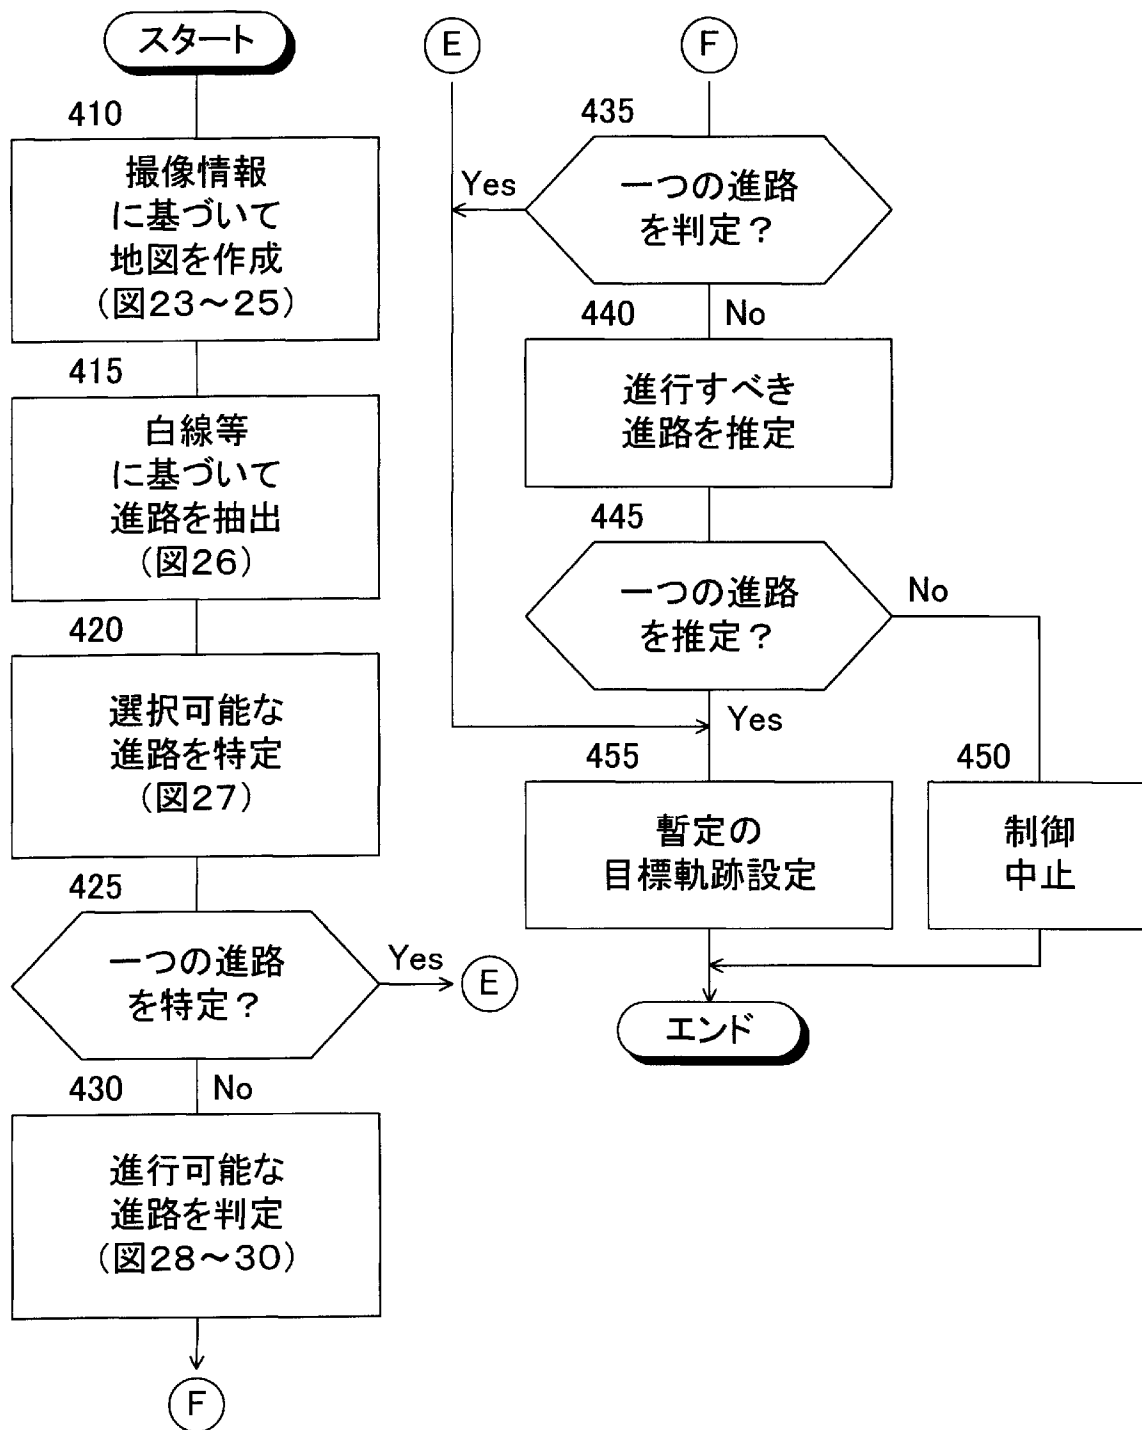 スタート
410
撮像情報
に基づいて
地図を作成
(図23～25)
415
白線等
に基づいて
進路を抽出
(図26)
420
選択可能な
進路を特定
(図27)
425
一つの進路
を特定？
Yes
E
430
No
進行可能な
進路を判定
(図28～30)
F
E
F
435
一つの進路
を判定？
Yes
440
No
進行すべき
進路を推定
445
一つの進路
を推定？
No
Yes
455
暫定の
目標軌跡設定
450
制御
中止
エンド